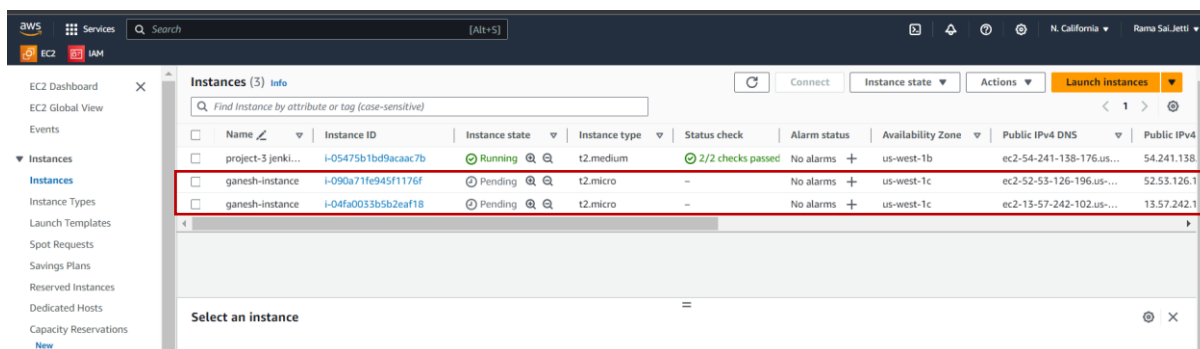 aws Services Search [Alt+S] N. California Rama Sai.Jetti
EC2 IAM
EC2 Dashboard
EC2 Global View
Events
Instances
Instances
Instance Types
Launch Templates
Spot Requests
Savings Plans
Reserved Instances
Dedicated Hosts
Capacity Reservations
New
Instances (3) Info Connect Instance state Actions Launch instances
Find Instance by attribute or tag (case-sensitive) 1
Name Instance ID Instance state Instance type Status check Alarm status Availability Zone Public IPv4 DNS Public IPv4
project-3 jenki... i-05475b1bd9acaac7b Running t2.medium 2/2 checks passed No alarms + us-west-1b ec2-54-241-138-176.us... 54.241.138
ganesh-instance i-090a71fe945f1176f Pending t2.micro – No alarms + us-west-1c ec2-52-53-126-196.us-... 52.53.126.1
ganesh-instance i-04fa0033b5b2eaf18 Pending t2.micro – No alarms + us-west-1c ec2-13-57-242-102.us-... 13.57.242.1
Select an instance